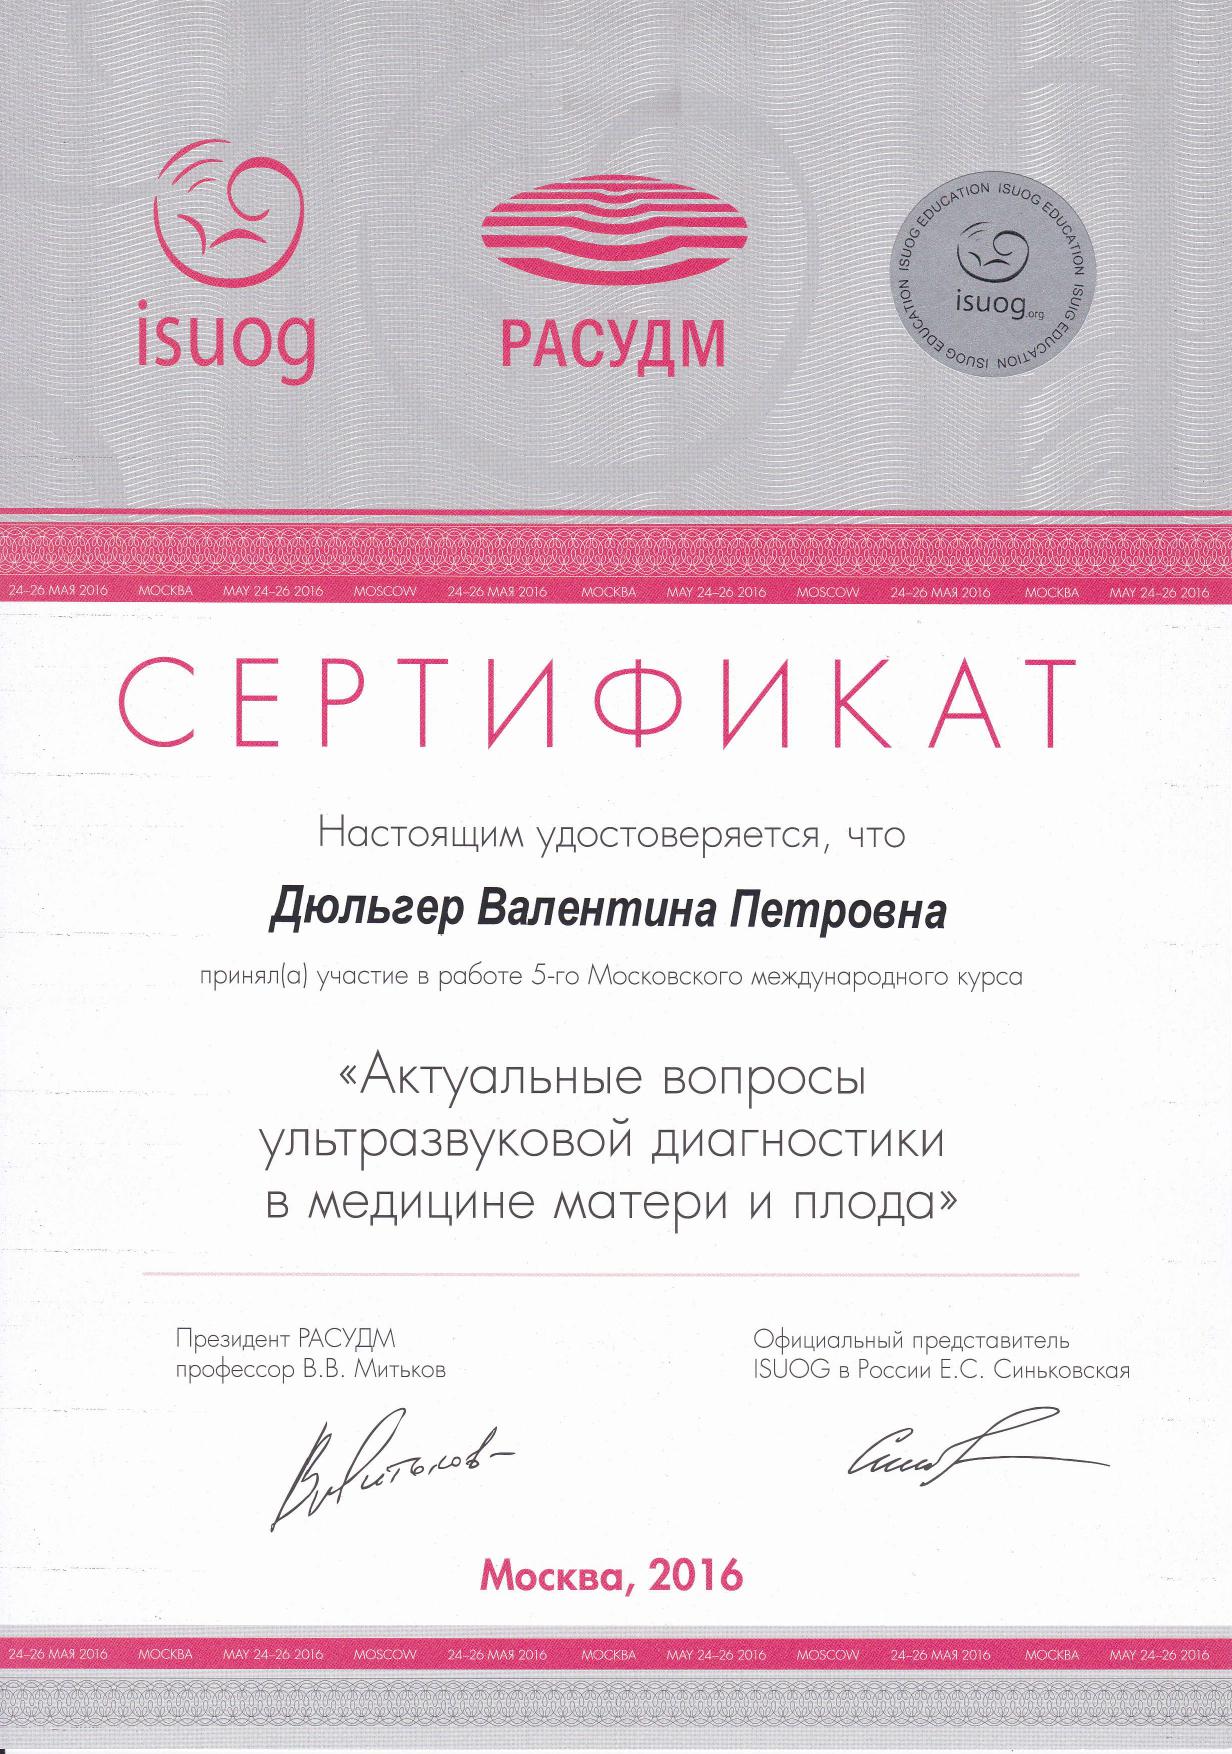 isuog
РАСУДМ
ISUOG EDUCATION ISUOG EDUCATION ISUIG EDUCATION ISUOG EDUCATION ISUOG EDUCATION
isuog.org
24–26 МАЯ 2016 МОСКВА MAY 24–26 2016 MOSCOW 24–26 МАЯ 2016 МОСКВА MAY 24–26 2016 MOSCOW 24–26 МАЯ 2016 МОСКВА MAY 24–26 2016
СЕРТИФИКАТ
Настоящим удостоверяется, что
Дюльгер Валентина Петровна
принял(а) участие в работе 5-го Московского международного курса
«Актуальные вопросы
ультразвуковой диагностики
в медицине матери и плода»
Президент РАСУДМ
профессор В.В. Митьков
Официальный представитель
ISUOG в России Е.С. Синьковская
Москва, 2016
24–26 МАЯ 2016 МОСКВА MAY 24–26 2016 MOSCOW 24–26 МАЯ 2016 МОСКВА MAY 24–26 2016 MOSCOW 24–26 МАЯ 2016 МОСКВА MAY 24–26 2016